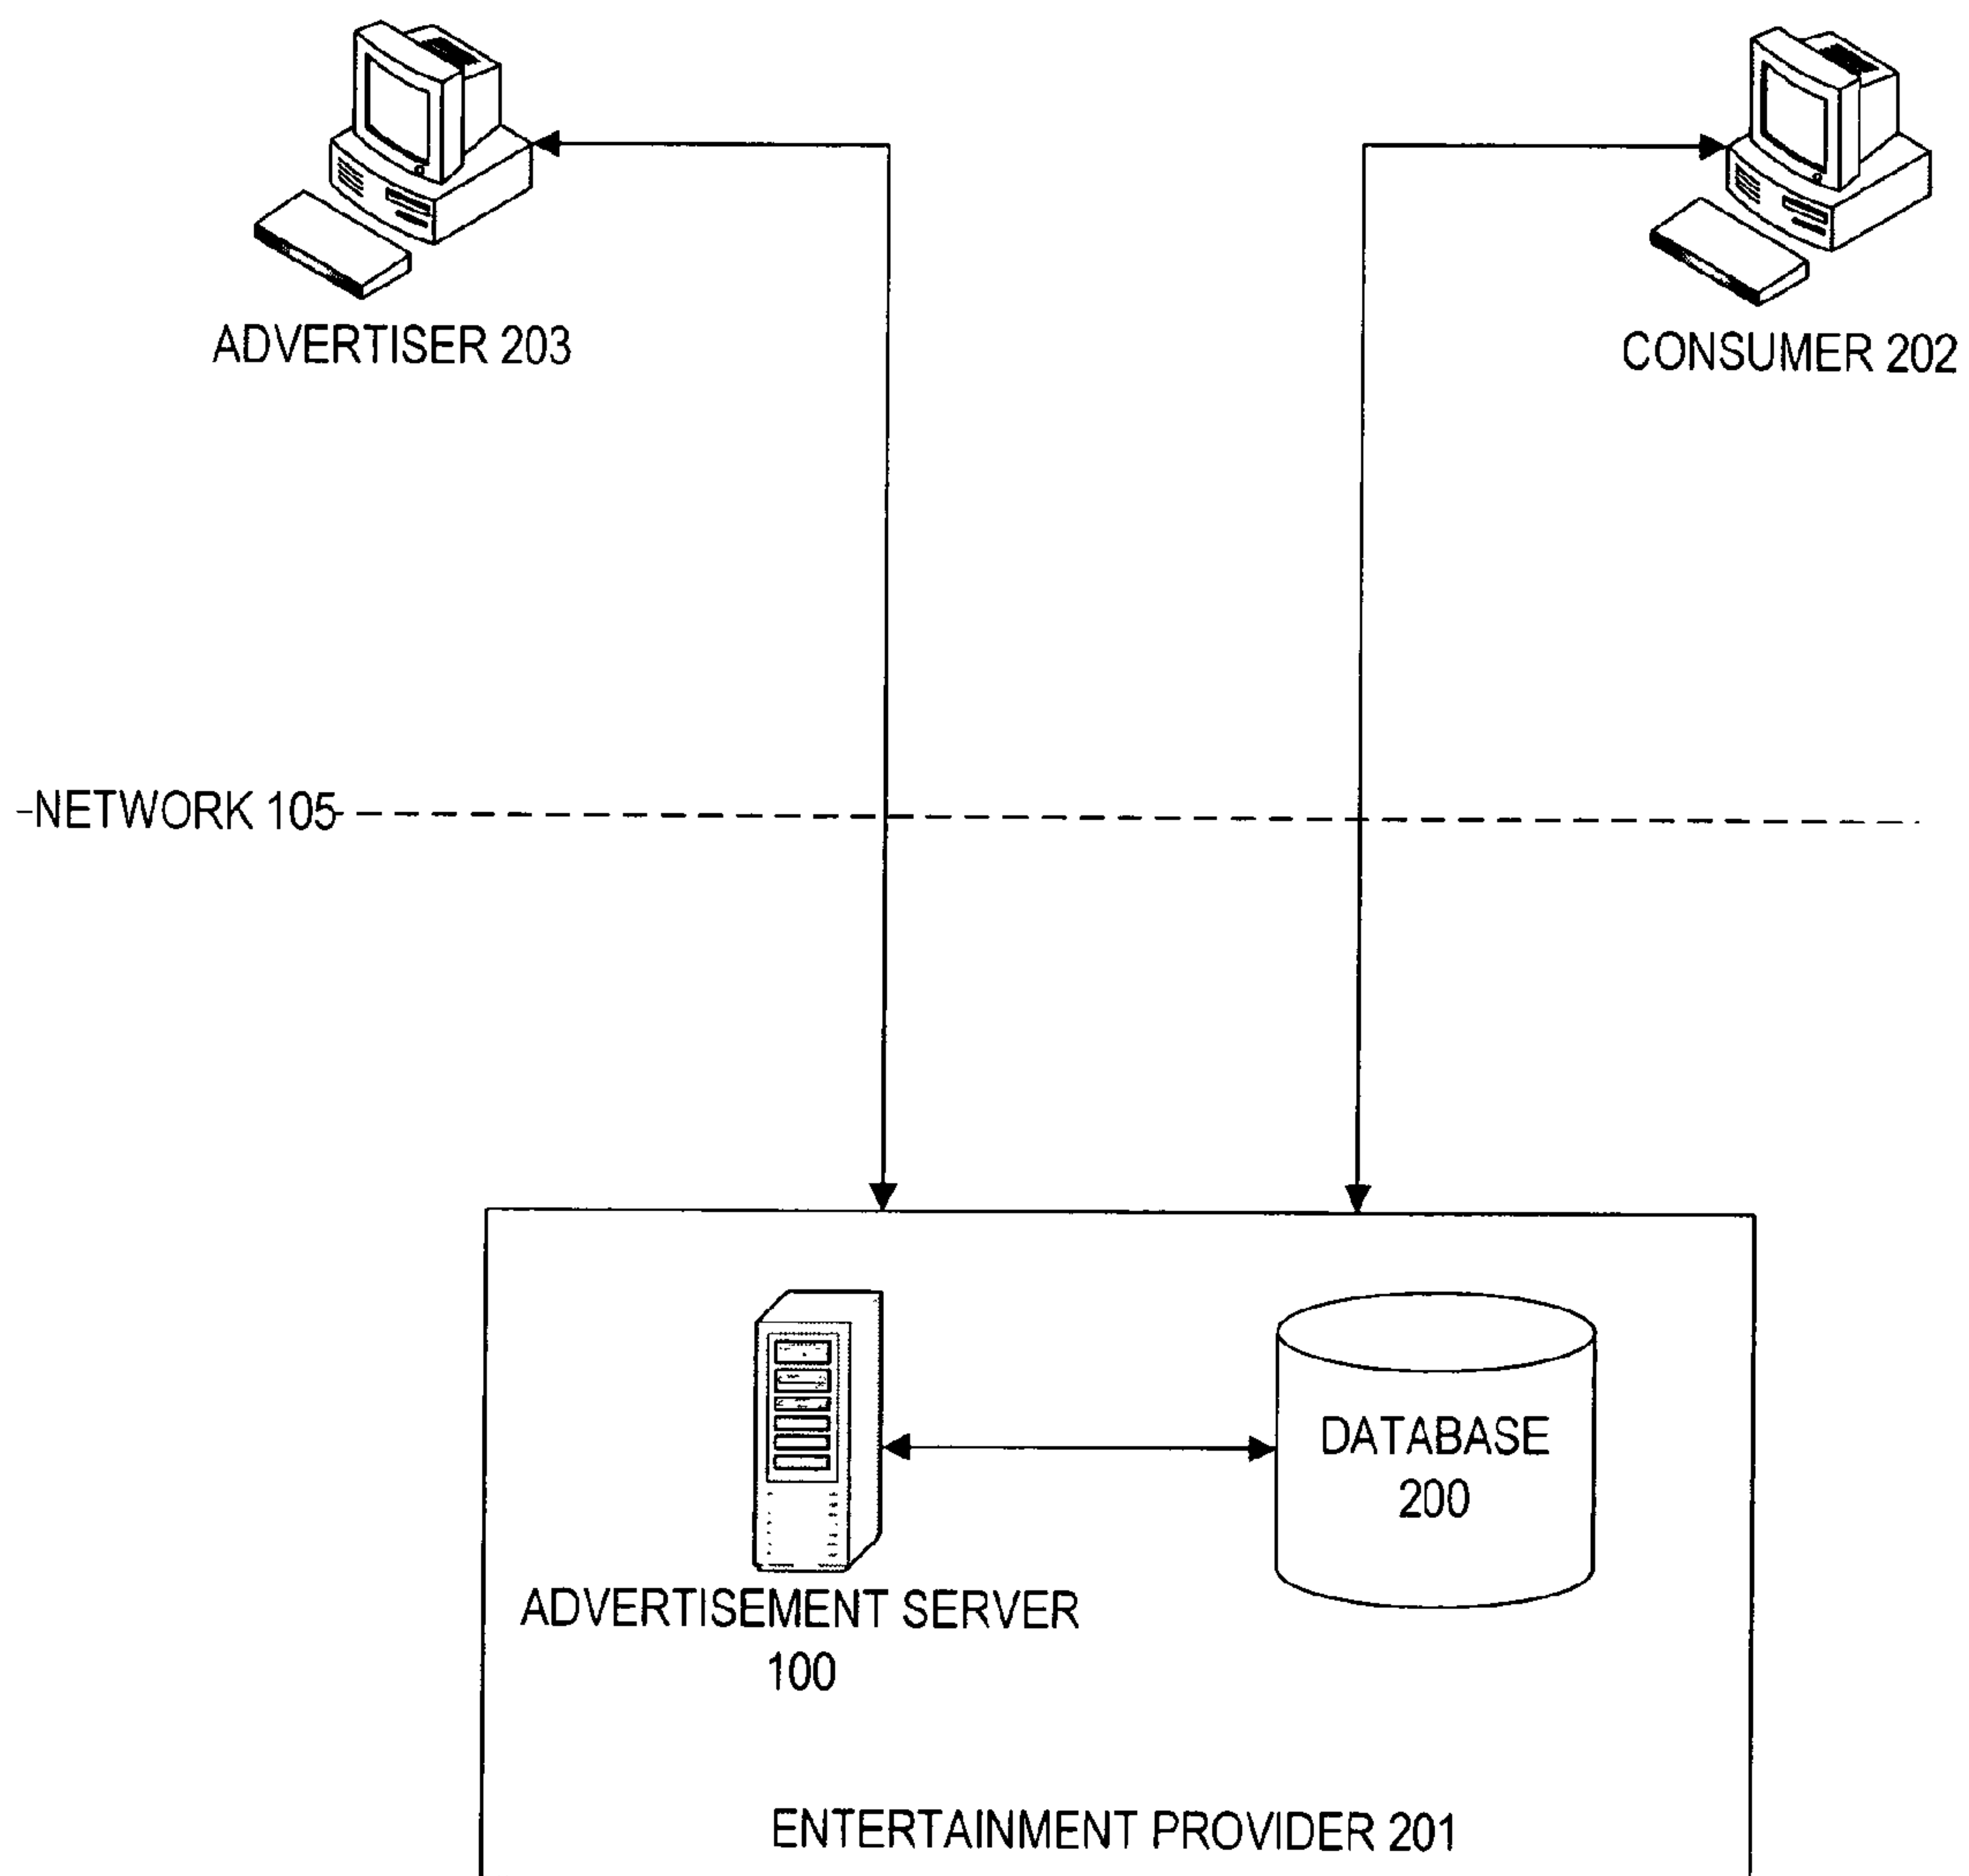 ADVERTISER 203
CONSUMER 202
NETWORK 105
DATABASE
200
ADVERTISEMENT SERVER
100
ENTERTAINMENT PROVIDER 201